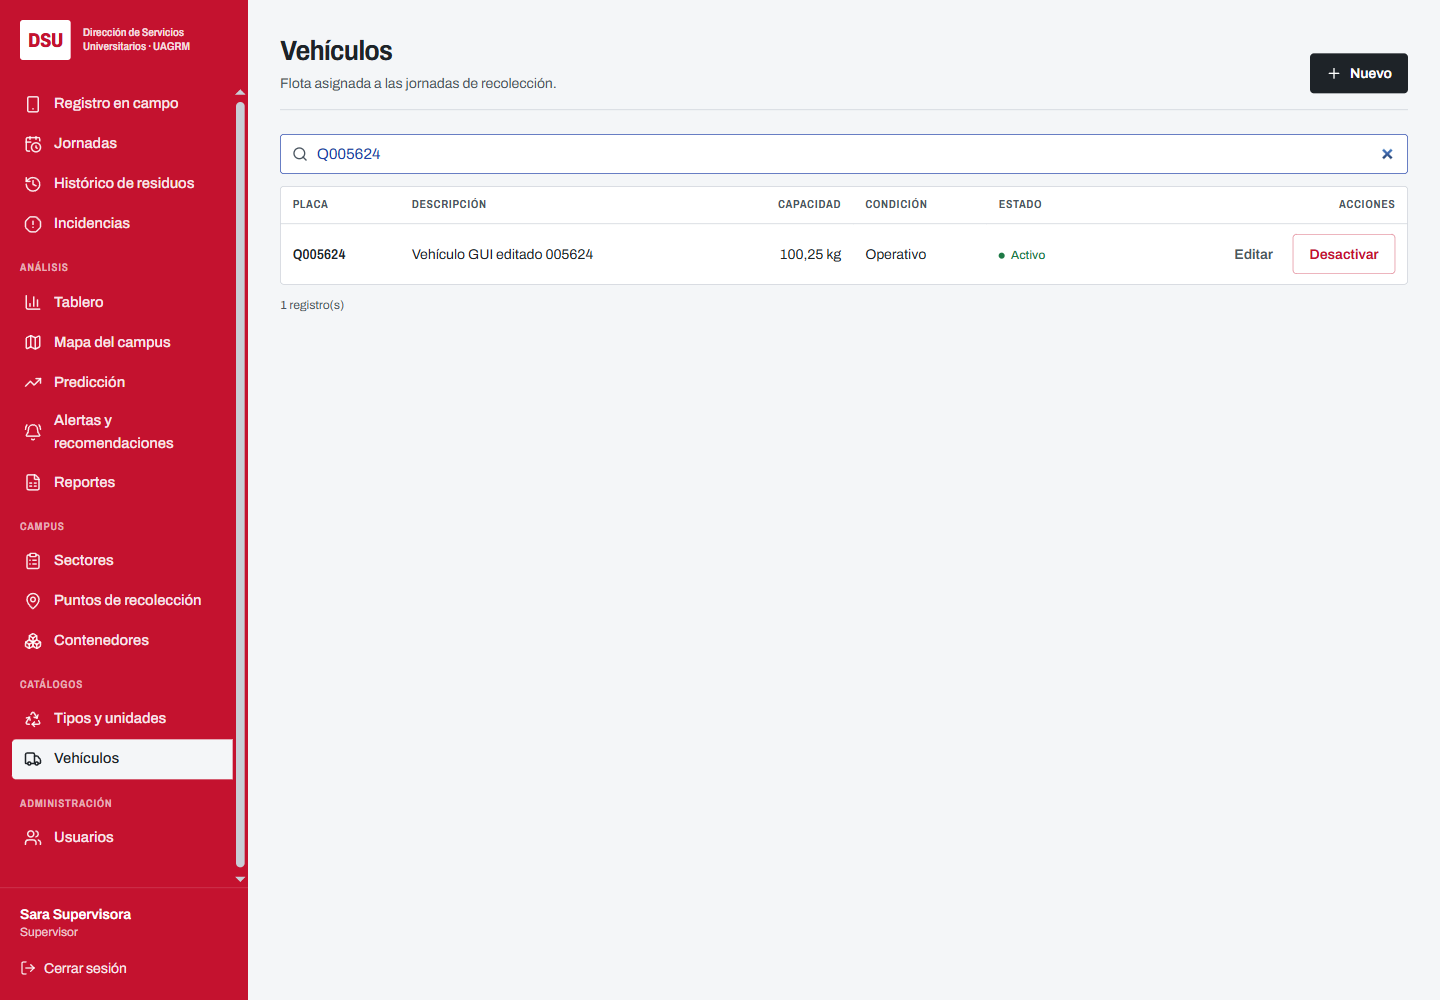 DSU
Dirección de Servicios
Universitarios · UAGRM
Registro en campo
Jornadas
Histórico de residuos
Incidencias
ANÁLISIS
Tablero
Mapa del campus
Predicción
Alertas y
recomendaciones
Reportes
CAMPUS
Sectores
Puntos de recolección
Contenedores
CATÁLOGOS
Tipos y unidades
Vehículos
ADMINISTRACIÓN
Usuarios
Sara Supervisora
Supervisor
Cerrar sesión
Vehículos
Flota asignada a las jornadas de recolección.
Nuevo
Q005624
PLACA DESCRIPCIÓN CAPACIDAD CONDICIÓN ESTADO ACCIONES
Q005624 Vehículo GUI editado 005624 100,25 kg Operativo Activo Editar Desactivar
1 registro(s)